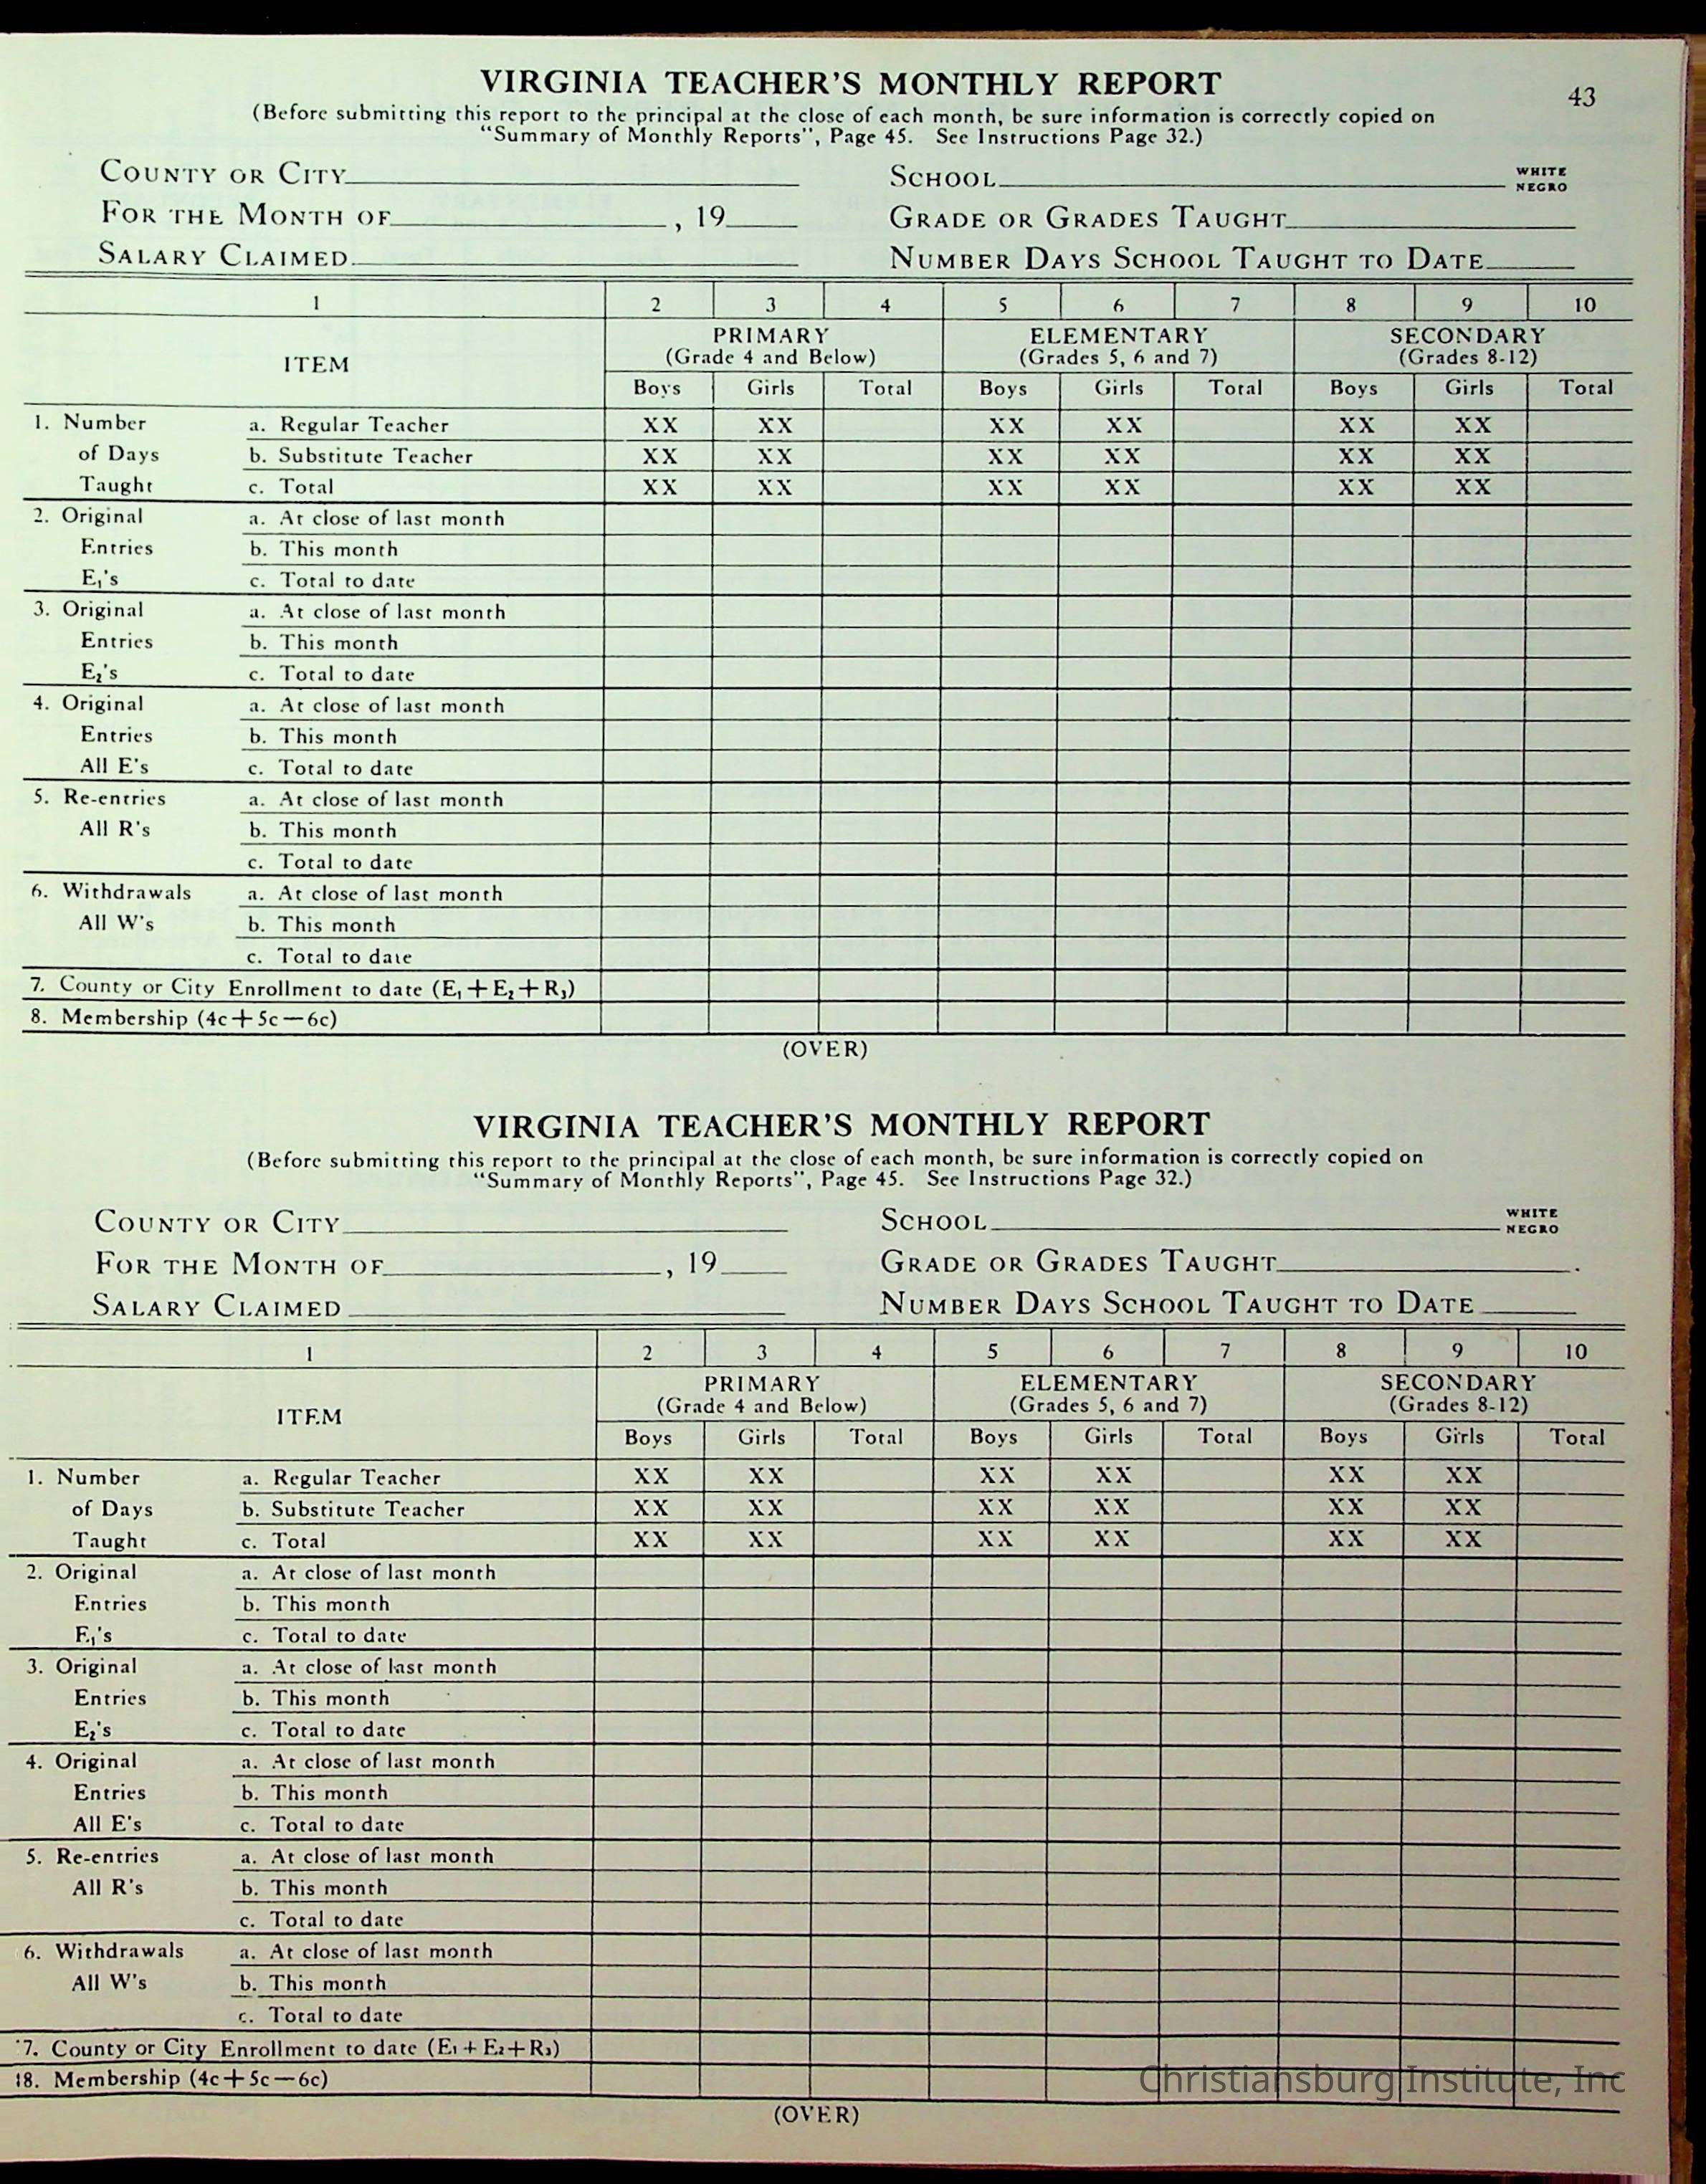 43
VIRGINIA TEACHER'S MONTHLY REPORT
(Before submitting this report to the principal at the close of each month, be sure information is correctly copied on
"Summary of Monthly Reports", Page 45. See Instructions Page 32.)
COUNTY OR CITY SCHOOL WHITE
NEGRO
FOR THE MONTH OF , 19 GRADE OR GRADES TAUGHT
SALARY CLAIMED NUMBER DAYS SCHOOL TAUGHT TO DATE
1 2 3 4 5 6 7 8 9 10
ITEM PRIMARY ELEMENTARY SECONDARY
(Grade 4 and Below) (Grades 5, 6 and 7) (Grades 8-12)
Boys Girls Total Boys Girls Total Boys Girls Total
1. Number a. Regular Teacher XX XX XX XX XX XX
of Days b. Substitute Teacher XX XX XX XX XX XX
Taught c. Total XX XX XX XX XX XX
2. Original a. At close of last month
Entries b. This month
E₁'s c. Total to date
3. Original a. At close of last month
Entries b. This month
E₂'s c. Total to date
4. Original a. At close of last month
Entries b. This month
All E's c. Total to date
5. Re-entries a. At close of last month
All R's b. This month
c. Total to date
6. Withdrawals a. At close of last month
All W's b. This month
c. Total to date
7. County or City Enrollment to date (E₁+E₂+R₃)
8. Membership (4c+5c—6c)
(OVER)
VIRGINIA TEACHER'S MONTHLY REPORT
(Before submitting this report to the principal at the close of each month, be sure information is correctly copied on
"Summary of Monthly Reports", Page 45. See Instructions Page 32.)
COUNTY OR CITY SCHOOL WHITE
NEGRO
FOR THE MONTH OF , 19 GRADE OR GRADES TAUGHT
SALARY CLAIMED NUMBER DAYS SCHOOL TAUGHT TO DATE
1 2 3 4 5 6 7 8 9 10
ITEM PRIMARY ELEMENTARY SECONDARY
(Grade 4 and Below) (Grades 5, 6 and 7) (Grades 8-12)
Boys Girls Total Boys Girls Total Boys Girls Total
1. Number a. Regular Teacher XX XX XX XX XX XX
of Days b. Substitute Teacher XX XX XX XX XX XX
Taught c. Total XX XX XX XX XX XX
2. Original a. At close of last month
Entries b. This month
E₁'s c. Total to date
3. Original a. At close of last month
Entries b. This month
E₂'s c. Total to date
4. Original a. At close of last month
Entries b. This month
All E's c. Total to date
5. Re-entries a. At close of last month
All R's b. This month
c. Total to date
6. Withdrawals a. At close of last month
All W's b. This month
c. Total to date
7. County or City Enrollment to date (E₁+E₂+R₃)
8. Membership (4c+5c—6c)
Christiansburg Institute, Inc
(OVER)